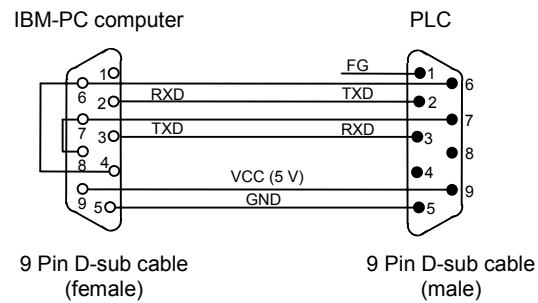 IBM-PC computer
PLC
FG
1
1
6
6
RXD
TXD
2
2
7
7
TXD
RXD
3
3
8
8
4
4
VCC (5 V)
9
9
GND
5
5
9 Pin D-sub cable
(female)
9 Pin D-sub cable
(male)